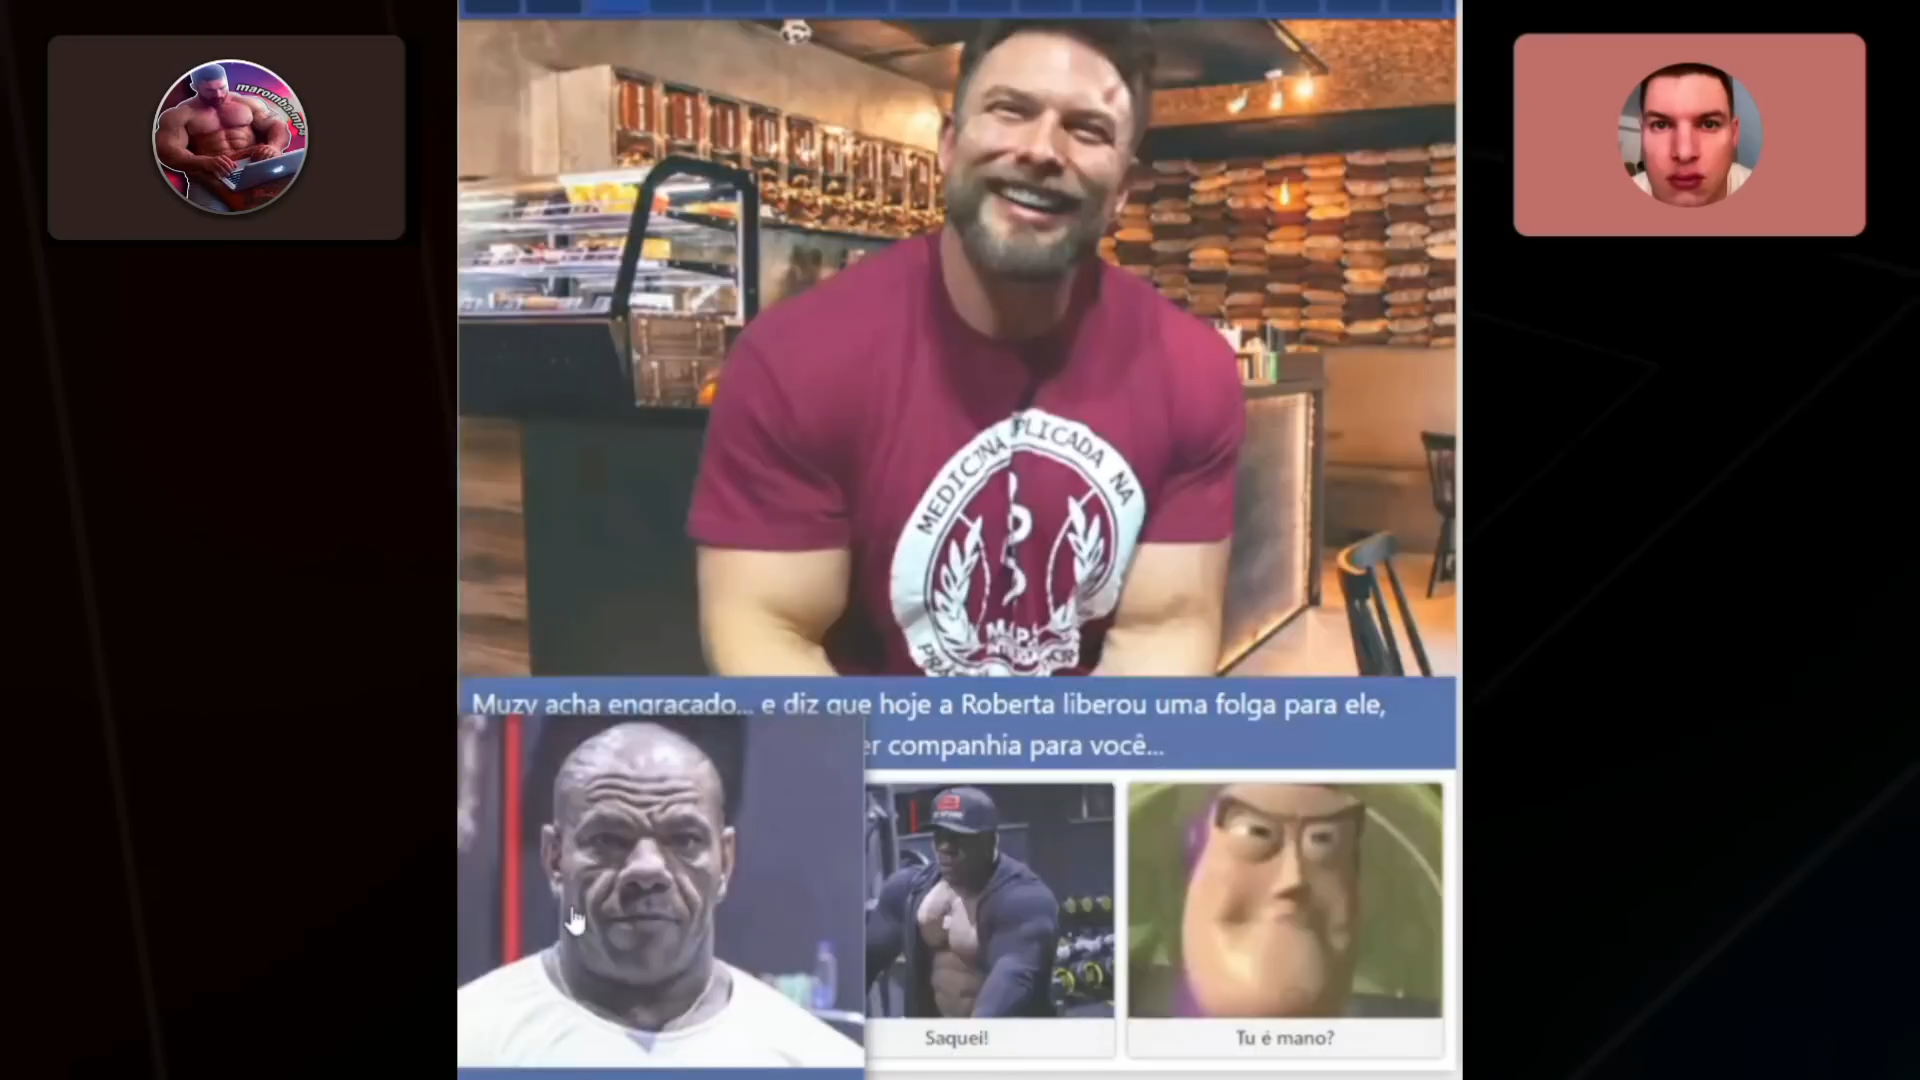 maromba.mp4
MEDICINA APLICADA NA
Muzy acha engraçado... e diz que hoje a Roberta liberou uma folga para ele,
companhia para você...
Saquei!
Tu é mano?